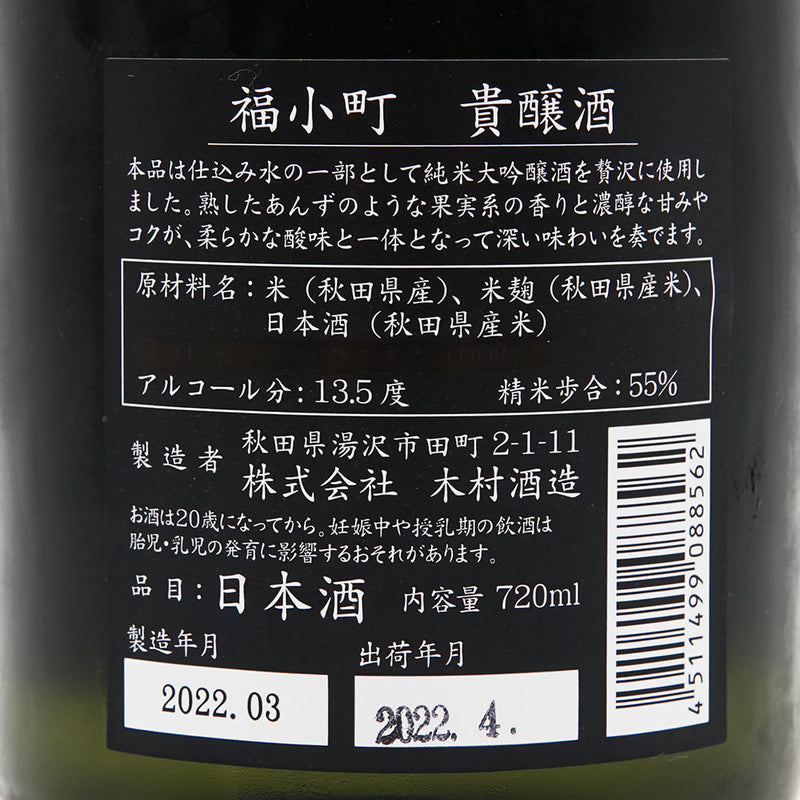 福小町 貴醸酒
本品は仕込み水の一部として純米大吟醸酒を贅沢に使用し
ました。熟したあんずのような果実系の香りと濃醇な甘みや
コクが、柔らかな酸味と一体となって深い味わいを奏でます。
原材料名：米（秋田県産）、米麹（秋田県産米）、
日本酒（秋田県産米）
アルコール分：13.5度 精米歩合：55%
製造者 秋田県湯沢市田町2-1-11
株式会社 木村酒造
お酒は20歳になってから。妊娠中や授乳期の飲酒は
胎児・乳児の発育に影響するおそれがあります。
品目：日本酒 内容量 720ml
製造年月 出荷年月
2022.03 2022.4.
4511499088562